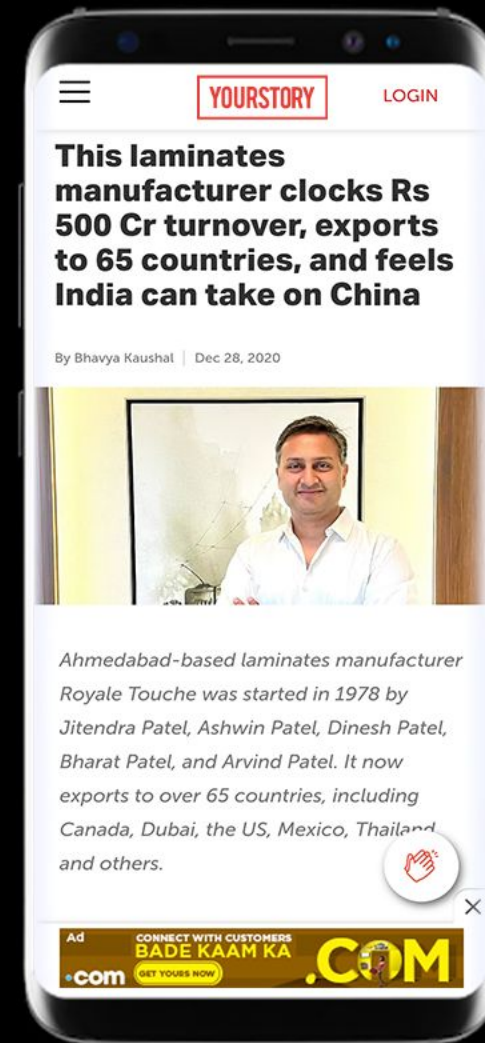 YOURSTORY
LOGIN
This laminates
manufacturer clocks Rs
500 Cr turnover, exports
to 65 countries, and feels
India can take on China
By Bhavya Kaushal | Dec 28, 2020
Ahmedabad-based laminates manufacturer
Royale Touche was started in 1978 by
Jitendra Patel, Ashwin Patel, Dinesh Patel,
Bharat Patel, and Arvind Patel. It now
exports to over 65 countries, including
Canada, Dubai, the US, Mexico, Thailand
and others.
Ad
CONNECT WITH CUSTOMERS
BADE KAAM KA
.com
GET YOURS NOW
.COM